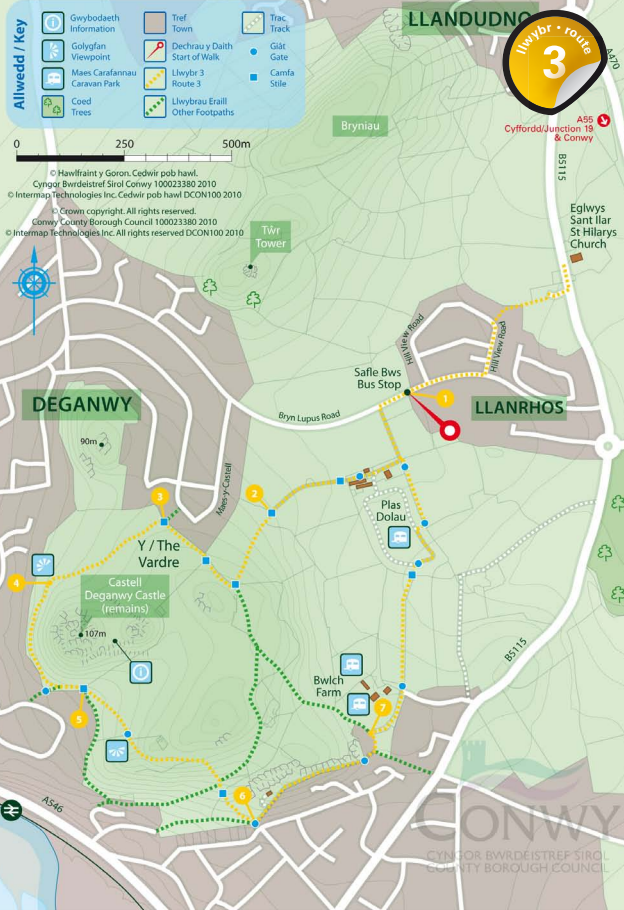 Allwedd / Key
Gwybodaeth
Information
Golygfan
Viewpoint
Maes Carafannau
Caravan Park
Coed
Trees
Tref
Town
Dechrau y Daith
Start of Walk
Llwybr 3
Route 3
Llwybrau Eraill
Other Footpaths
Trac
Track
Giât
Gate
Camfa
Stile
0
250
500m
© Hawlfraint y Goron. Cedwir pob hawl.
Cyngor Bwrdeistref Sirol Conwy 100023380 2010
© Intermap Technologies Inc. Cedwir pob hawl DCON100 2010
© Crown copyright. All rights reserved.
Conwy County Borough Council 100023380 2010
© Intermap Technologies Inc. All rights reserved DCON100 2010
LLANDUDNO
llwybr • route
3
A470
A55
Cyffordd/Junction 19
& Conwy
B5115
Bryniau
Eglwys
Sant Ilar
St Hilarys
Church
Tŵr
Tower
Hill View Road
Hill View Road
Safle Bws
Bus Stop
1
DEGANWY
LLANRHOS
Bryn Lupus Road
90m
Maes-y-Castell
3
2
Plas
Dolau
Y / The
Vardre
4
Castell
Deganwy Castle
(remains)
107m
B5115
Bwlch
Farm
5
7
6
A546
CONWY
CYNGOR BWRDEISTREF SIROL
COUNTY BOROUGH COUNCIL